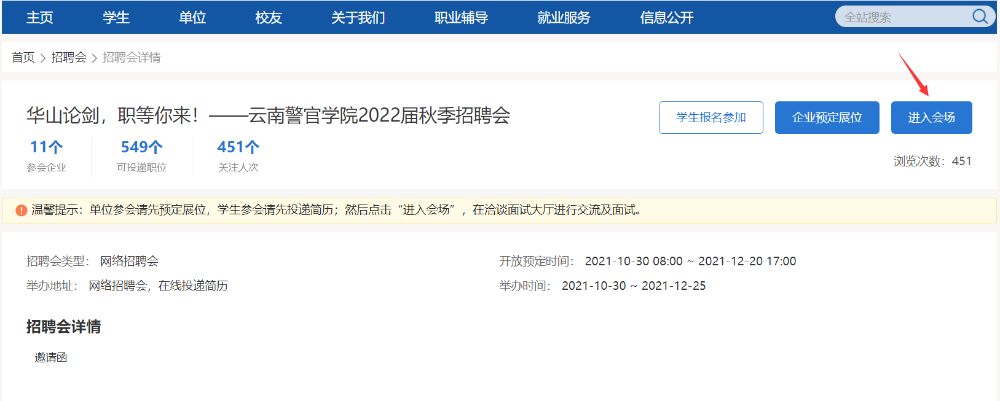 主页 学生 单位 校友 关于我们 职业辅导 就业服务 信息公开 全站搜索
首页 > 招聘会 > 招聘会详情
华山论剑，职等你来！——云南警官学院2022届秋季招聘会
学生报名参加 企业预定展位 进入会场
11个 549个 451个
参会企业 可投递职位 关注人次
浏览次数：451
温馨提示：单位参会请先预定展位，学生参会请先投递简历；然后点击“进入会场”，在洽谈面试大厅进行交流及面试。
招聘会类型： 网络招聘会 开放预定时间： 2021-10-30 08:00 ~ 2021-12-20 17:00
举办地址： 网络招聘会，在线投递简历 举办时间： 2021-10-30 ~ 2021-12-25
招聘会详情
邀请函